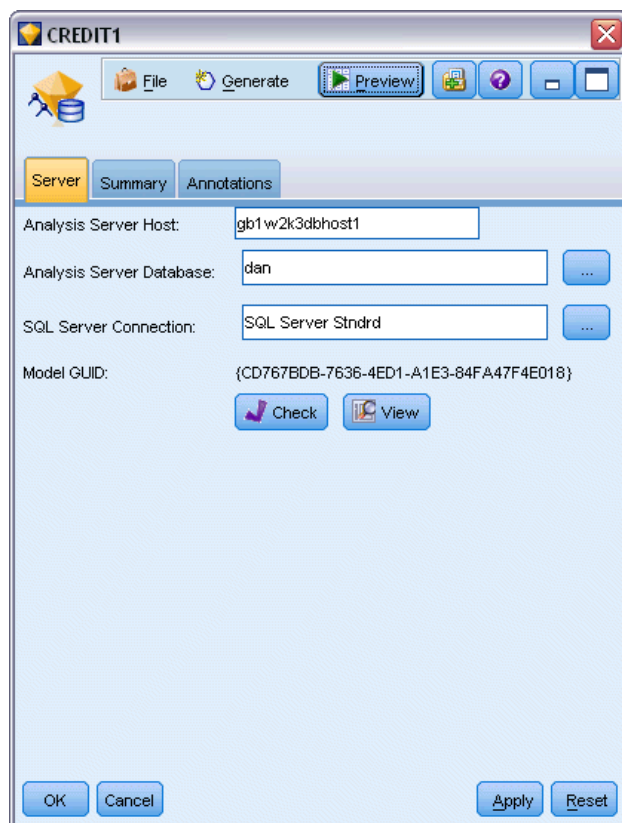 CREDIT1
File Generate Preview
Server Summary Annotations
Analysis Server Host: gb1w2k3dbhost1
Analysis Server Database: dan ...
SQL Server Connection: SQL Server Stndrd ...
Model GUID: {CD767BDB-7636-4ED1-A1E3-84FA47F4E018}
Check View
OK Cancel Apply Reset